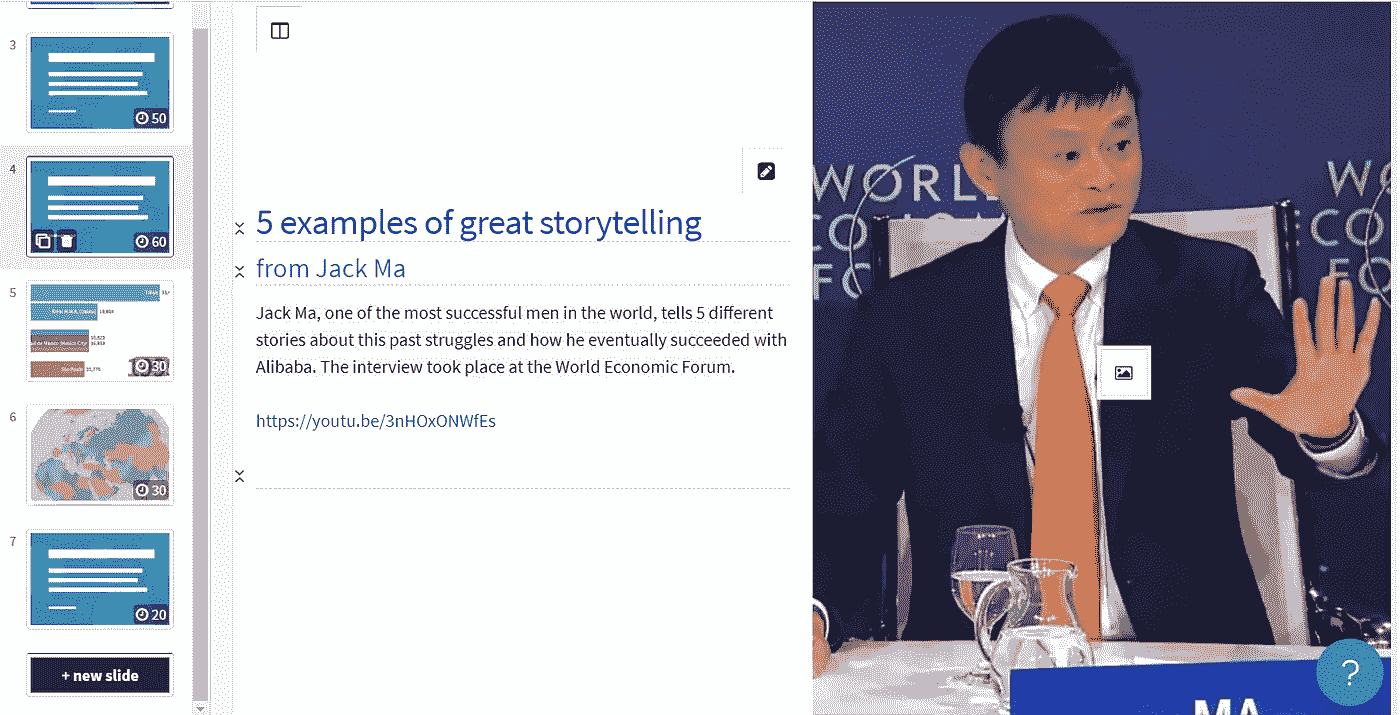 3
50
4
60
5
30
6
30
7
20
+ new slide
5 examples of great storytelling
from Jack Ma
Jack Ma, one of the most successful men in the world, tells 5 different
stories about this past struggles and how he eventually succeeded with
Alibaba. The interview took place at the World Economic Forum.
https://youtu.be/3nHOxONWfEs
WORL
WO
CO
FO
MA
?